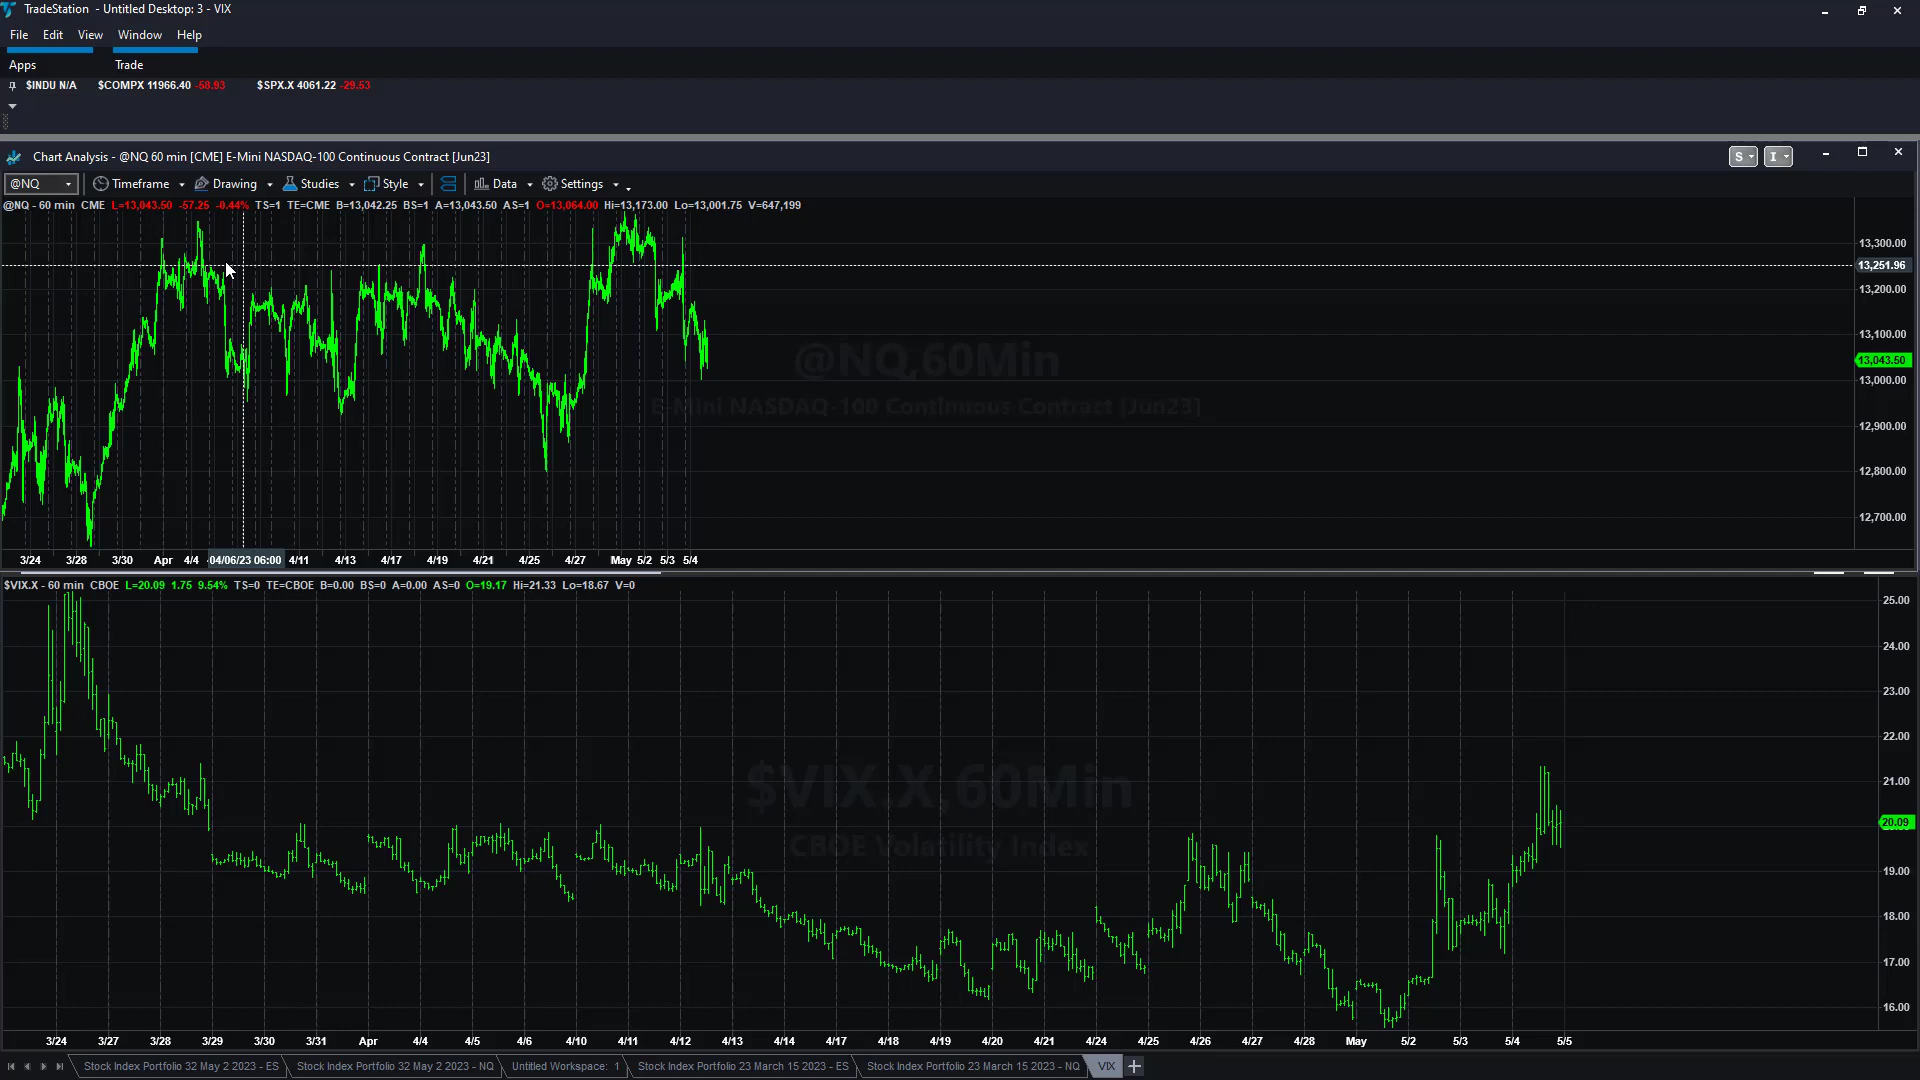 TradeStation - Untitled Desktop: 3 - VIX
File Edit View Window Help
Apps Trade
$INDU N/A $COMPX 11966.40 -58.93 $SPX.X 4061.22 -29.53
Chart Analysis - @NQ 60 min [CME] E-Mini NASDAQ-100 Continuous Contract [Jun23]
S I
@NQ Timeframe Drawing Studies Style Data Settings
@NQ - 60 min CME L=13,043.50 -57.25 -0.44% TS=1 TE=CME B=13,042.25 BS=1 A=13,043.50 AS=1 O=13,064.00 Hi=13,173.00 Lo=13,001.75 V=647,199
13,300.00
13,251.96
13,200.00
13,100.00
13,043.50
13,000.00
12,900.00
12,800.00
12,700.00
@NQ,60Min
E-Mini NASDAQ-100 Continuous Contract [Jun23]
3/24 3/28 3/30 Apr 4/4 04/06/23 06:00 4/11 4/13 4/17 4/19 4/21 4/25 4/27 May 5/2 5/3 5/4
$VIX.X - 60 min CBOE L=20.09 1.75 9.54% TS=0 TE=CBOE B=0.00 BS=0 A=0.00 AS=0 O=19.17 Hi=21.33 Lo=18.67 V=0
25.00
24.00
23.00
22.00
21.00
20.09
19.00
18.00
17.00
16.00
$VIX.X,60Min
CBOE Volatility Index
3/24 3/27 3/28 3/29 3/30 3/31 Apr 4/4 4/5 4/6 4/10 4/11 4/12 4/13 4/14 4/17 4/18 4/19 4/20 4/21 4/24 4/25 4/26 4/27 4/28 May 5/2 5/3 5/4 5/5
Stock Index Portfolio 32 May 2 2023 - ES Stock Index Portfolio 32 May 2 2023 - NQ Untitled Workspace: 1 Stock Index Portfolio 23 March 15 2023 - ES Stock Index Portfolio 23 March 15 2023 - NQ VIX +